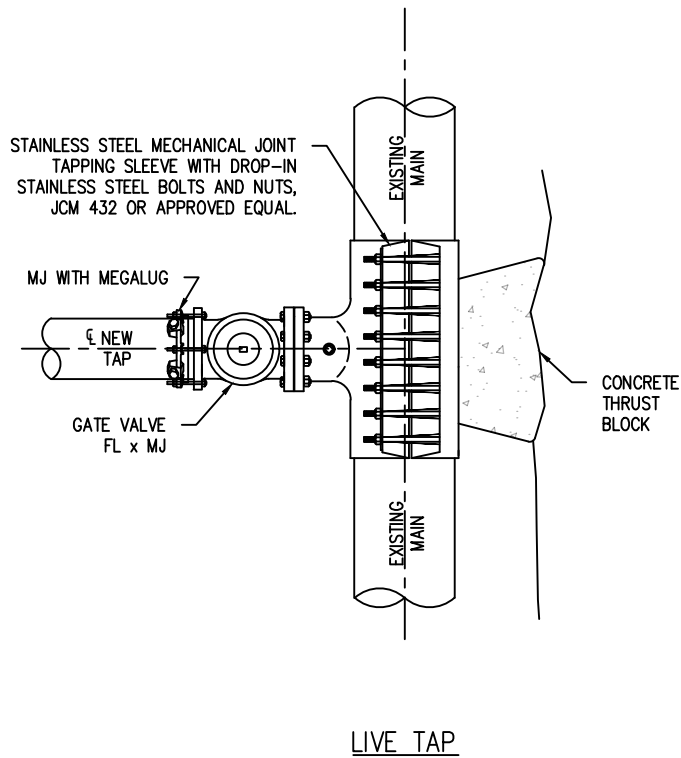 STAINLESS STEEL MECHANICAL JOINT
TAPPING SLEEVE WITH DROP-IN
STAINLESS STEEL BOLTS AND NUTS,
JCM 432 OR APPROVED EQUAL.
EXISTING
MAIN
MJ WITH MEGALUG
℄ NEW
TAP
GATE VALVE
FL x MJ
CONCRETE
THRUST
BLOCK
EXISTING
MAIN
LIVE TAP